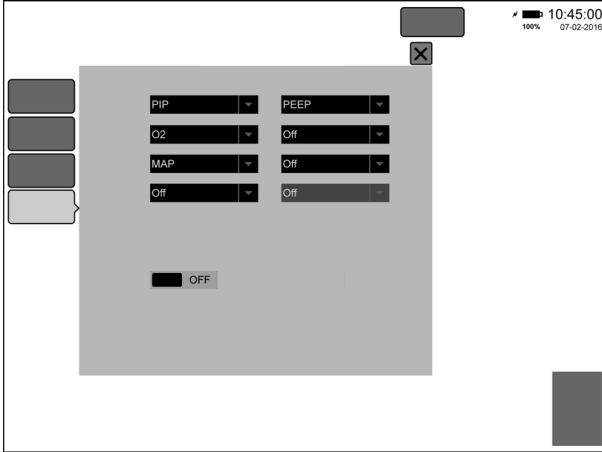 10:45:00
100% 07-02-2016
PIP PEEP
O2 Off
MAP Off
Off Off
OFF